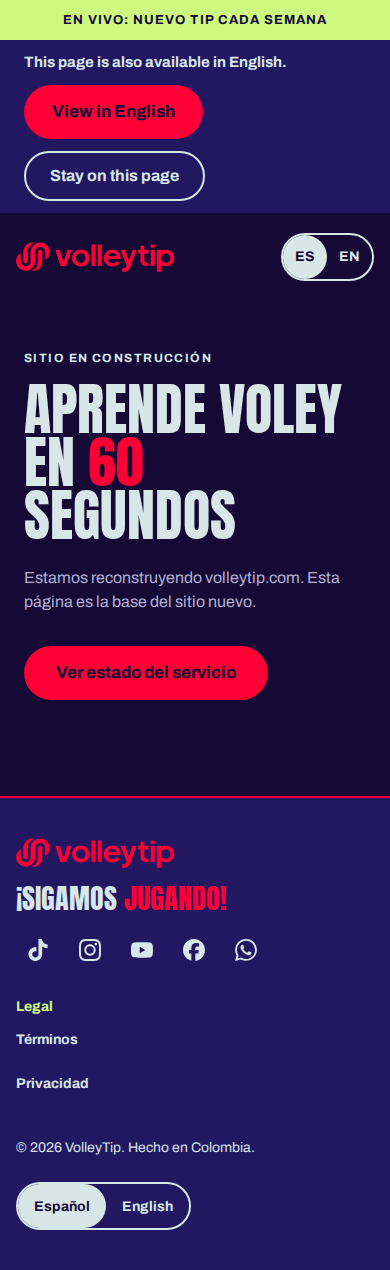 EN VIVO: NUEVO TIP CADA SEMANA
This page is also available in English.
View in English
Stay on this page
volleytip
ES EN
SITIO EN CONSTRUCCIÓN
APRENDE VOLEY
EN 60
SEGUNDOS
Estamos reconstruyendo volleytip.com. Esta
página es la base del sitio nuevo.
Ver estado del servicio
volleytip
¡SIGAMOS JUGANDO!
Legal
Términos
Privacidad
© 2026 VolleyTip. Hecho en Colombia.
Español English